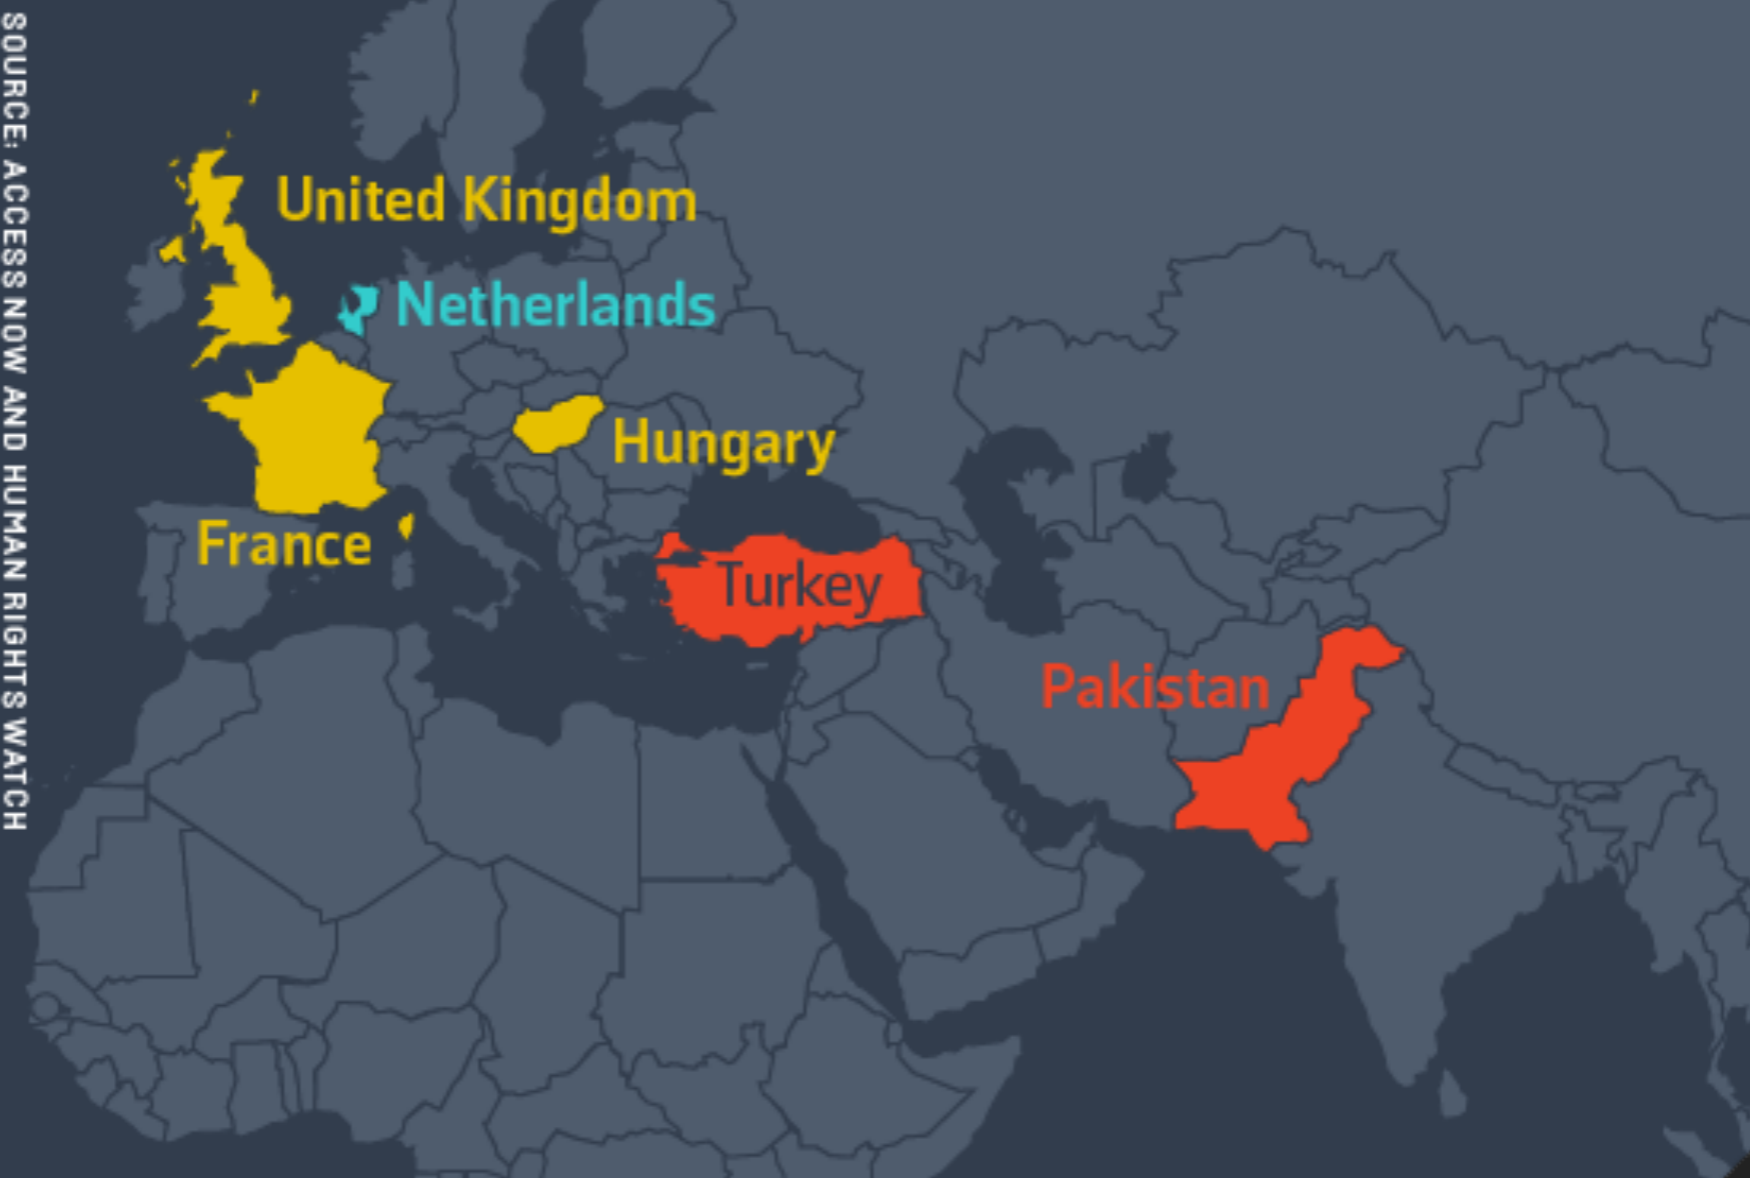 SOURCE: ACCESS NOW AND HUMAN RIGHTS WATCH
United Kingdom
Netherlands
Hungary
France
Turkey
Pakistan